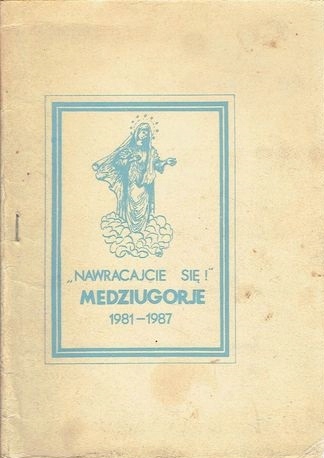 „NAWRACAJCIE SIĘ!"
MEDZIUGORJE
1981-1987